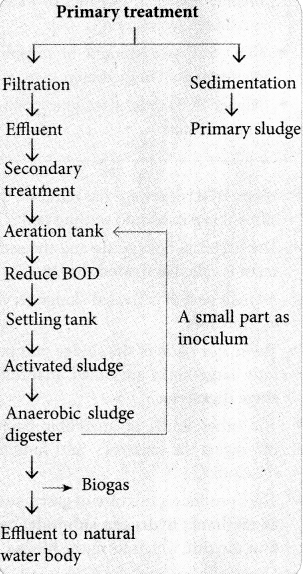 Primary treatment
Filtration
Sedimentation
Effluent
Primary sludge
Secondary
treatment
Aeration tank
Reduce BOD
Settling tank
A small part as
inoculum
Activated sludge
Anaerobic sludge
digester
Biogas
Effluent to natural
water body